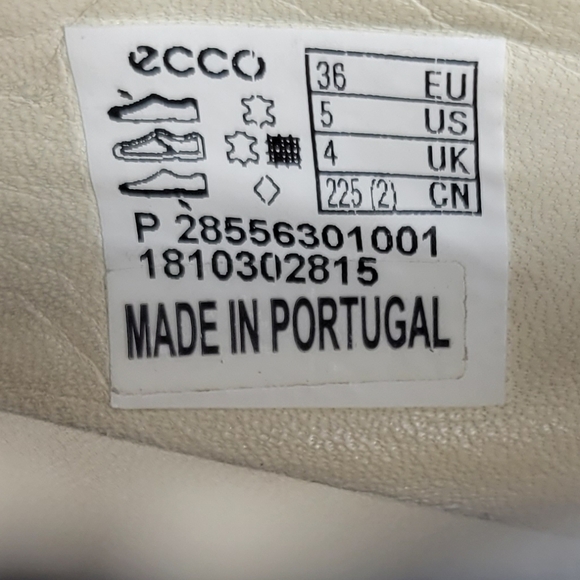 ecco
36 EU
5 US
4 UK
225 (2) CN
P 28556301001
1810302815
MADE IN PORTUGAL